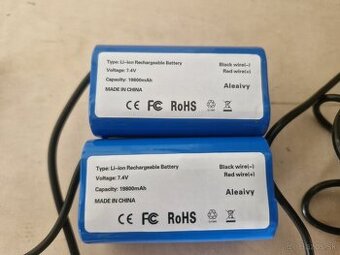 Type: Li-ion Rechargeable Battery Black wire(-)
Voltage: 7.4V Red wire(+)
Capacity: 19800mAh
MADE IN CHINA Aleaivy
CE FC RoHS
Type: Li-ion Rechargeable Battery Black wire(-)
Voltage: 7.4V Red wire(+)
Capacity: 19800mAh Aleaivy
MADE IN CHINA
CE FC RoHS